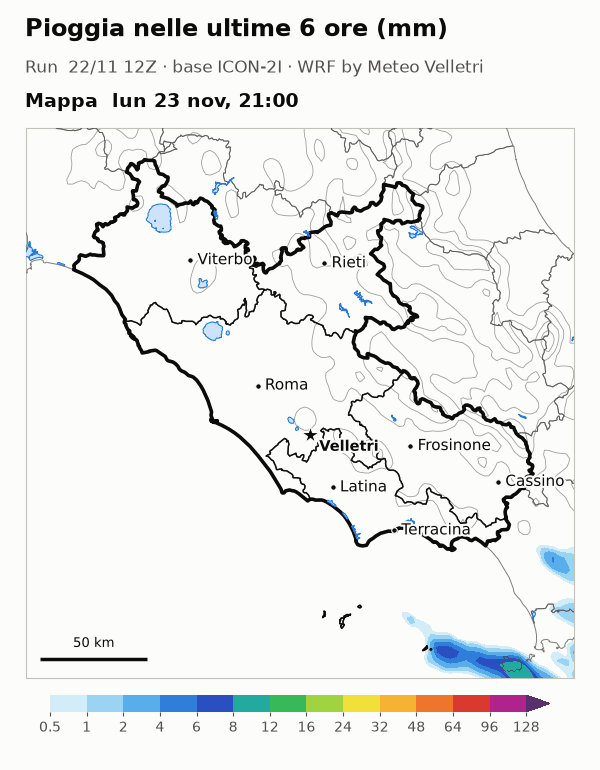 Pioggia nelle ultime 6 ore (mm)
Run  22/11 12Z · base ICON-2I · WRF by Meteo Velletri
Mappa  lun 23 nov, 21:00
Viterbo
Rieti
Roma
Velletri
Frosinone
Latina
Cassino
Terracina
50 km
0.5 1 2 4 6 8 12 16 24 32 48 64 96 128